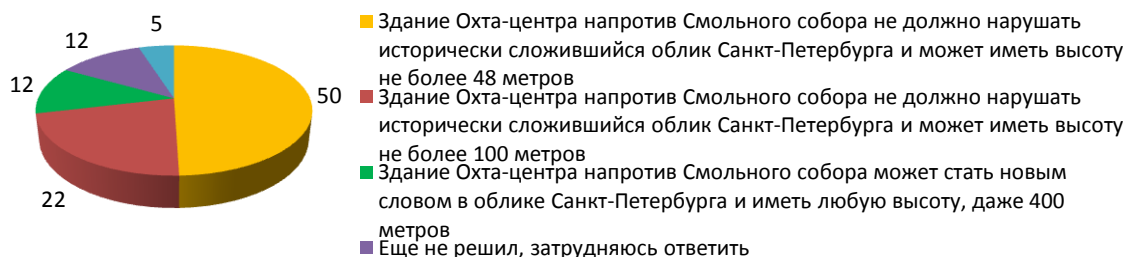 5
12
12
50
22
Здание Охта-центра напротив Смольного собора не должно нарушать
исторически сложившийся облик Санкт-Петербурга и может иметь высоту
не более 48 метров
Здание Охта-центра напротив Смольного собора не должно нарушать
исторически сложившийся облик Санкт-Петербурга и может иметь высоту
не более 100 метров
Здание Охта-центра напротив Смольного собора может стать новым
словом в облике Санкт-Петербурга и иметь любую высоту, даже 400
метров
Еще не решил, затрудняюсь ответить